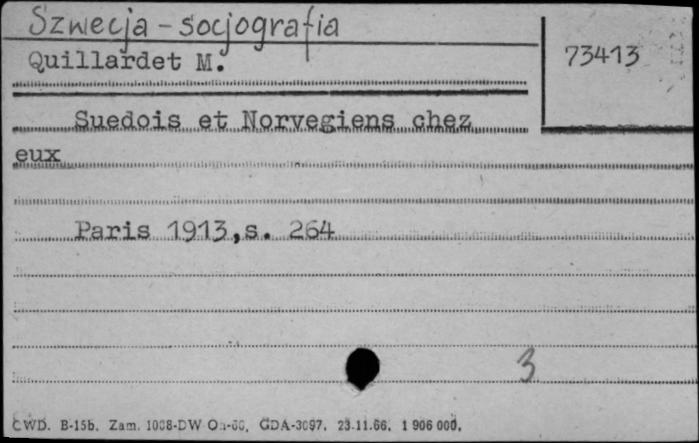 Szwecja - socjografia
Quillardet M.
73413
Suedois et Norvegiens chez
eux
Paris 1913,s. 264
3
CWD. B-15b. Zam. 1008-DW GDA-3097. 23.11.66. 1 906 000.